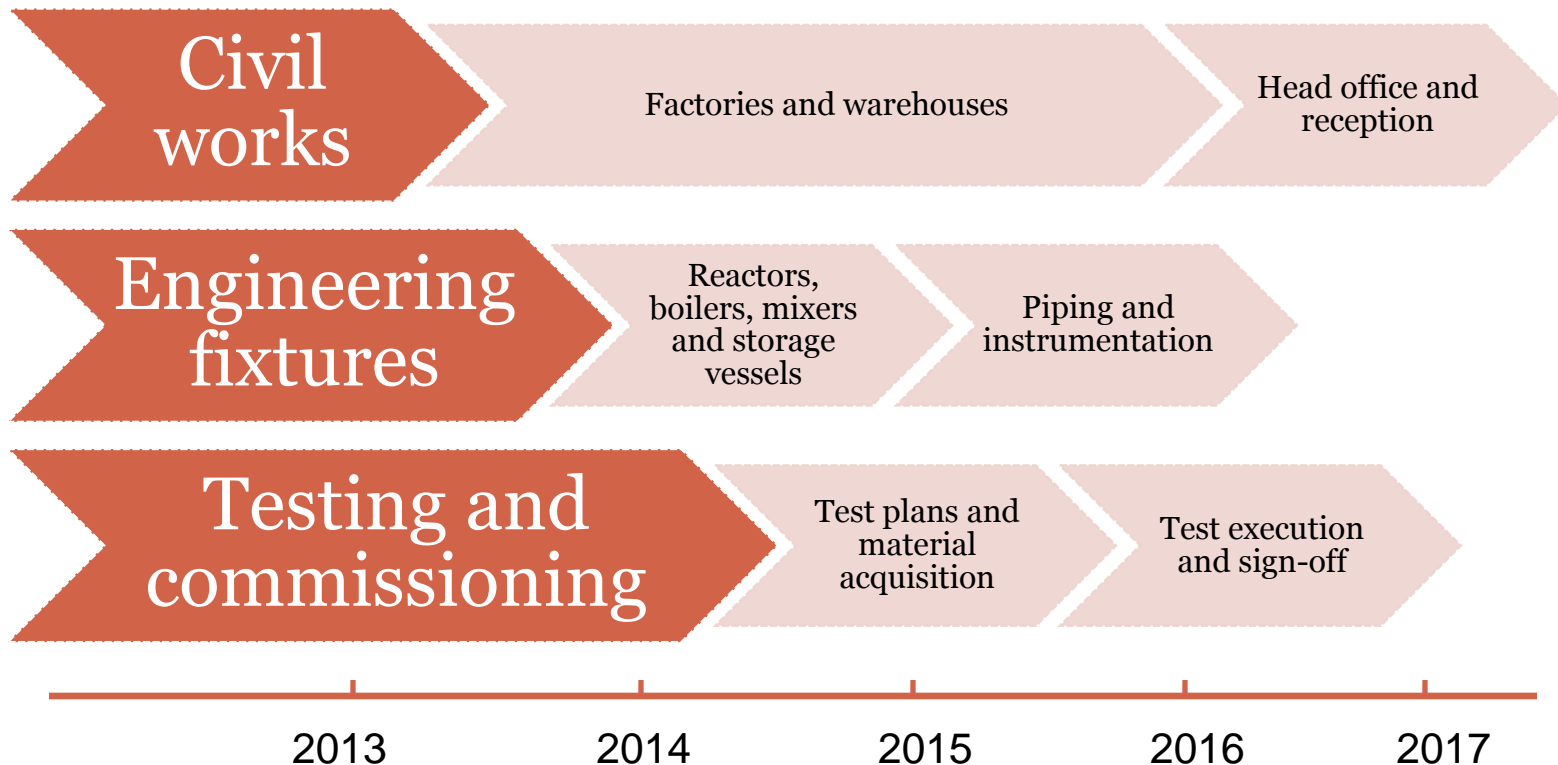 Civil
works
Factories and warehouses
Head office and
reception
Engineering
fixtures
Reactors,
boilers, mixers
and storage
vessels
Piping and
instrumentation
Testing and
commissioning
Test plans and
material
acquisition
Test execution
and sign-off
2013 2014 2015 2016 2017